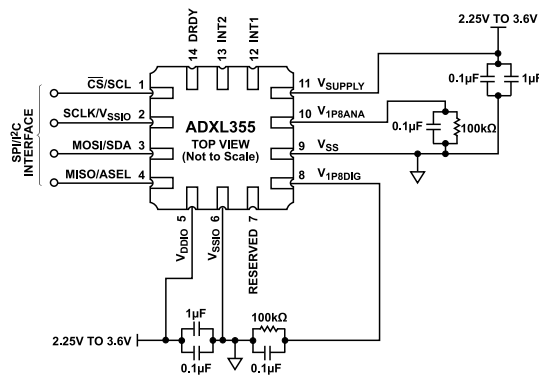 2.25V TO 3.6V
14 DRDY
13 INT2
12 INT1
CS/SCL 1
11 VSUPPLY
0.1µF
1µF
SCLK/VSSIO 2
10 V1P8ANA
ADXL355
TOP VIEW
(Not to Scale)
0.1µF
100kΩ
SPI/I2C
INTERFACE
MOSI/SDA 3
9 VSS
MISO/ASEL 4
8 V1P8DIG
VDDIO 5
VSSIO 6
RESERVED 7
1µF
100kΩ
2.25V TO 3.6V
0.1µF
0.1µF